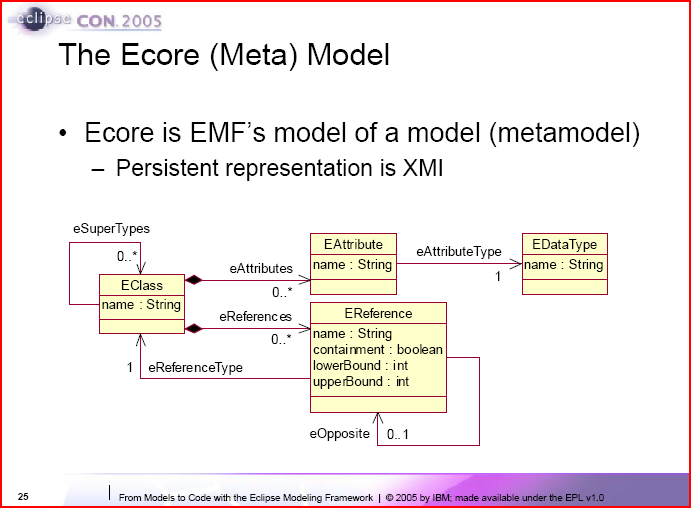 eclipse CON. 2005
The Ecore (Meta) Model
• Ecore is EMF's model of a model (metamodel)
– Persistent representation is XMI
eSuperTypes
0..*
EClass
name : String
eAttributes
0..*
EAttribute
name : String
eAttributeType
1
EDataType
name : String
eReferences
0..*
EReference
name : String
containment : boolean
lowerBound : int
upperBound : int
1 eReferenceType
eOpposite 0..1
25 From Models to Code with the Eclipse Modeling Framework | © 2005 by IBM; made available under the EPL v1.0